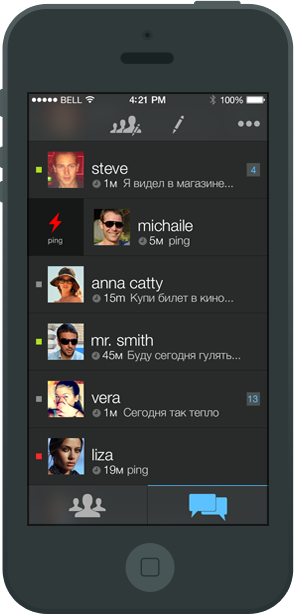 BELL 4:21 PM 100%
steve
1м Я видел в магазине... 4
ping
michaile
5м ping
anna catty
15m Купи билет в кино...
mr. smith
45м Буду сегодня гулять...
vera
1м Сегодня так тепло 13
liza
19м ping